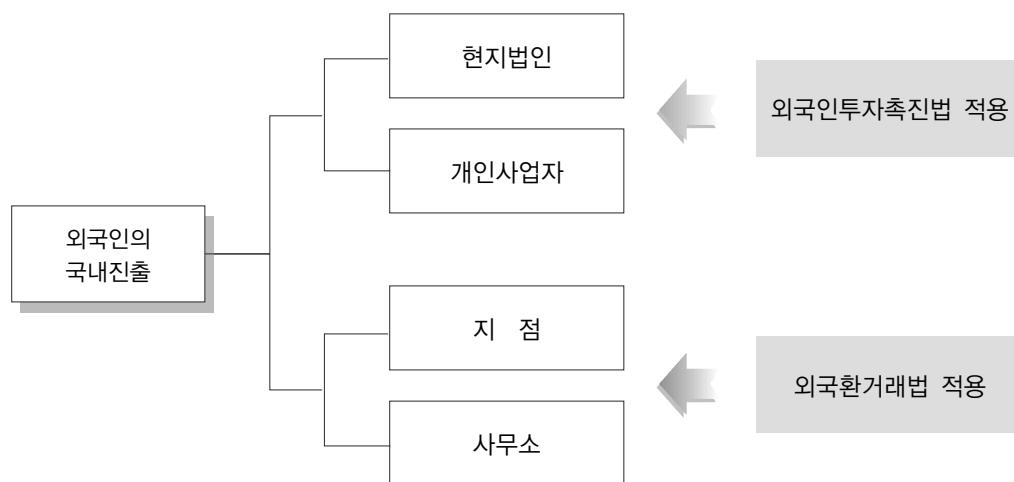 현지법인
외국인투자촉진법 적용
개인사업자
외국인의
국내진출
지 점
외국환거래법 적용
사무소